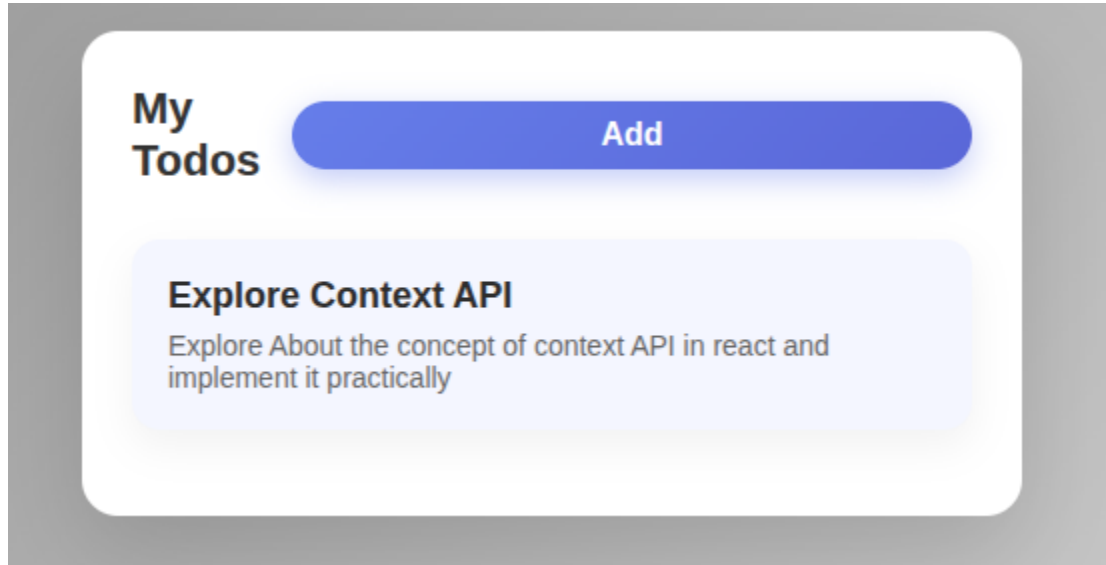 My
Todos
Add
Explore Context API
Explore About the concept of context API in react and
implement it practically